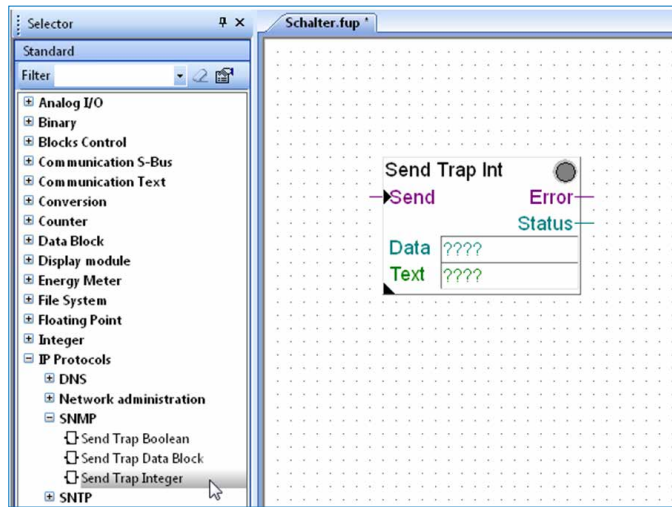 Selector
Standard
Filter
Analog I/O
Binary
Blocks Control
Communication S-Bus
Communication Text
Conversion
Counter
Data Block
Display module
Energy Meter
File System
Floating Point
Integer
IP Protocols
DNS
Network administration
SNMP
Send Trap Boolean
Send Trap Data Block
Send Trap Integer
SNTP
Schalter.fup *
Send Trap Int
Send Error
Status
Data ????
Text ????